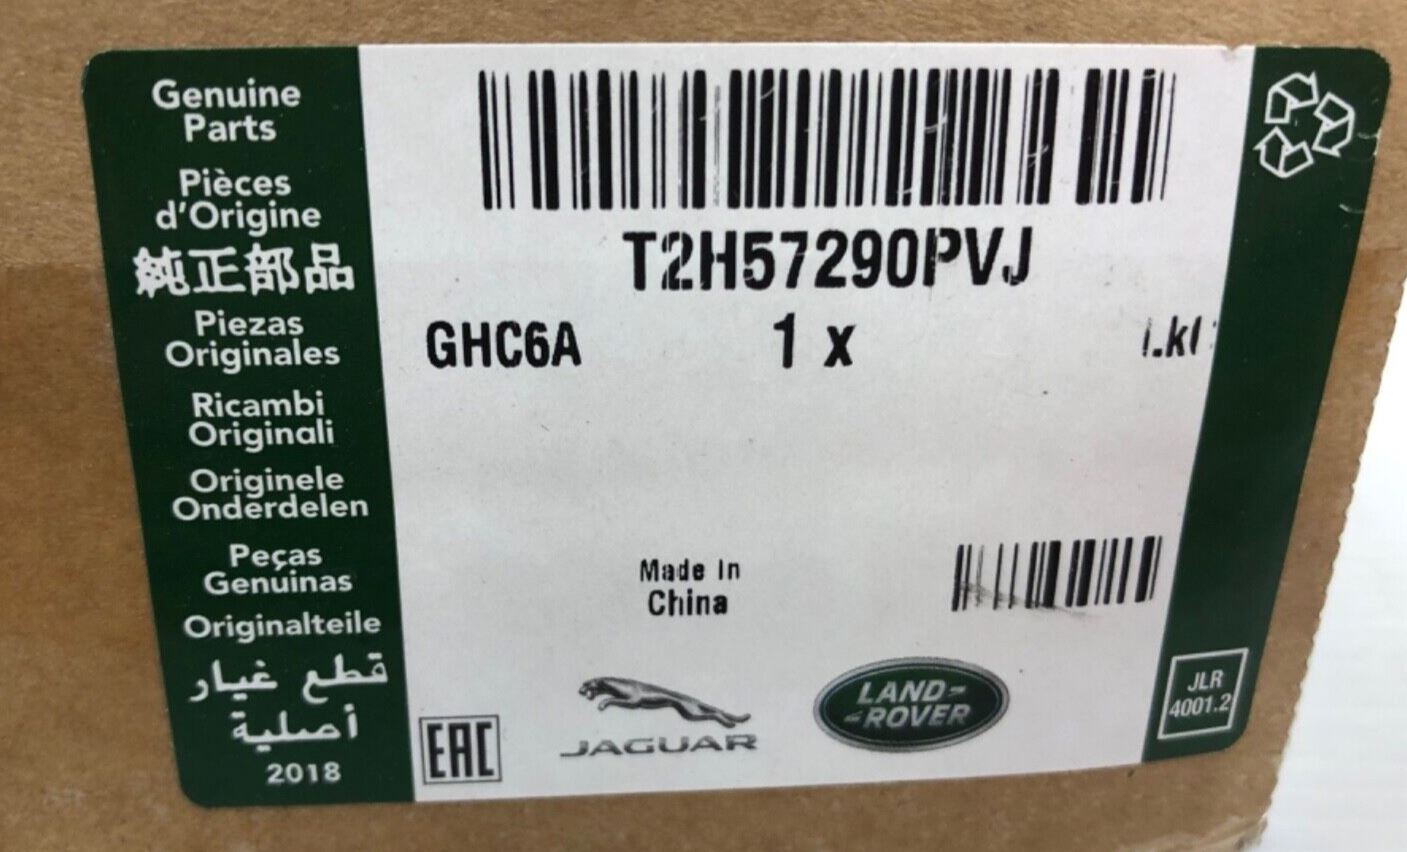 Genuine
Parts
Pièces
d'Origine
純正部品
Piezas
Originales
Ricambi
Originali
Originele
Onderdelen
Peças
Genuinas
Originalteile
قطع غيار
أصلية
2018
T2H57290PVJ
GHC6A 1 x
Made In
China
EAC
JAGUAR
LAND-
-ROVER
JLR
4001.2